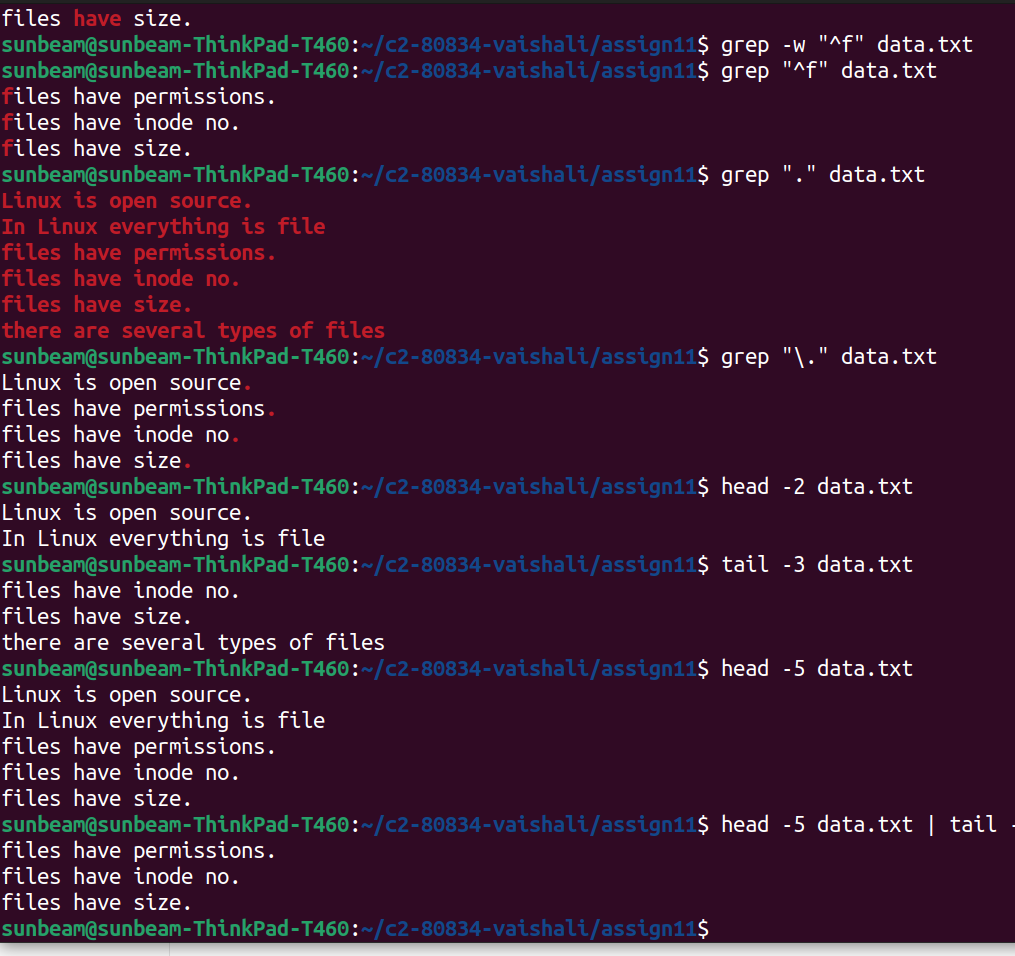 files have size.
sunbeam@sunbeam-ThinkPad-T460:~/c2-80834-vaishali/assign11$ grep -w "^f" data.txt
sunbeam@sunbeam-ThinkPad-T460:~/c2-80834-vaishali/assign11$ grep "^f" data.txt
files have permissions.
files have inode no.
files have size.
sunbeam@sunbeam-ThinkPad-T460:~/c2-80834-vaishali/assign11$ grep "." data.txt
Linux is open source.
In Linux everything is file
files have permissions.
files have inode no.
files have size.
there are several types of files
sunbeam@sunbeam-ThinkPad-T460:~/c2-80834-vaishali/assign11$ grep "\." data.txt
Linux is open source.
files have permissions.
files have inode no.
files have size.
sunbeam@sunbeam-ThinkPad-T460:~/c2-80834-vaishali/assign11$ head -2 data.txt
Linux is open source.
In Linux everything is file
sunbeam@sunbeam-ThinkPad-T460:~/c2-80834-vaishali/assign11$ tail -3 data.txt
files have inode no.
files have size.
there are several types of files
sunbeam@sunbeam-ThinkPad-T460:~/c2-80834-vaishali/assign11$ head -5 data.txt
Linux is open source.
In Linux everything is file
files have permissions.
files have inode no.
files have size.
sunbeam@sunbeam-ThinkPad-T460:~/c2-80834-vaishali/assign11$ head -5 data.txt | tail -
files have permissions.
files have inode no.
files have size.
sunbeam@sunbeam-ThinkPad-T460:~/c2-80834-vaishali/assign11$